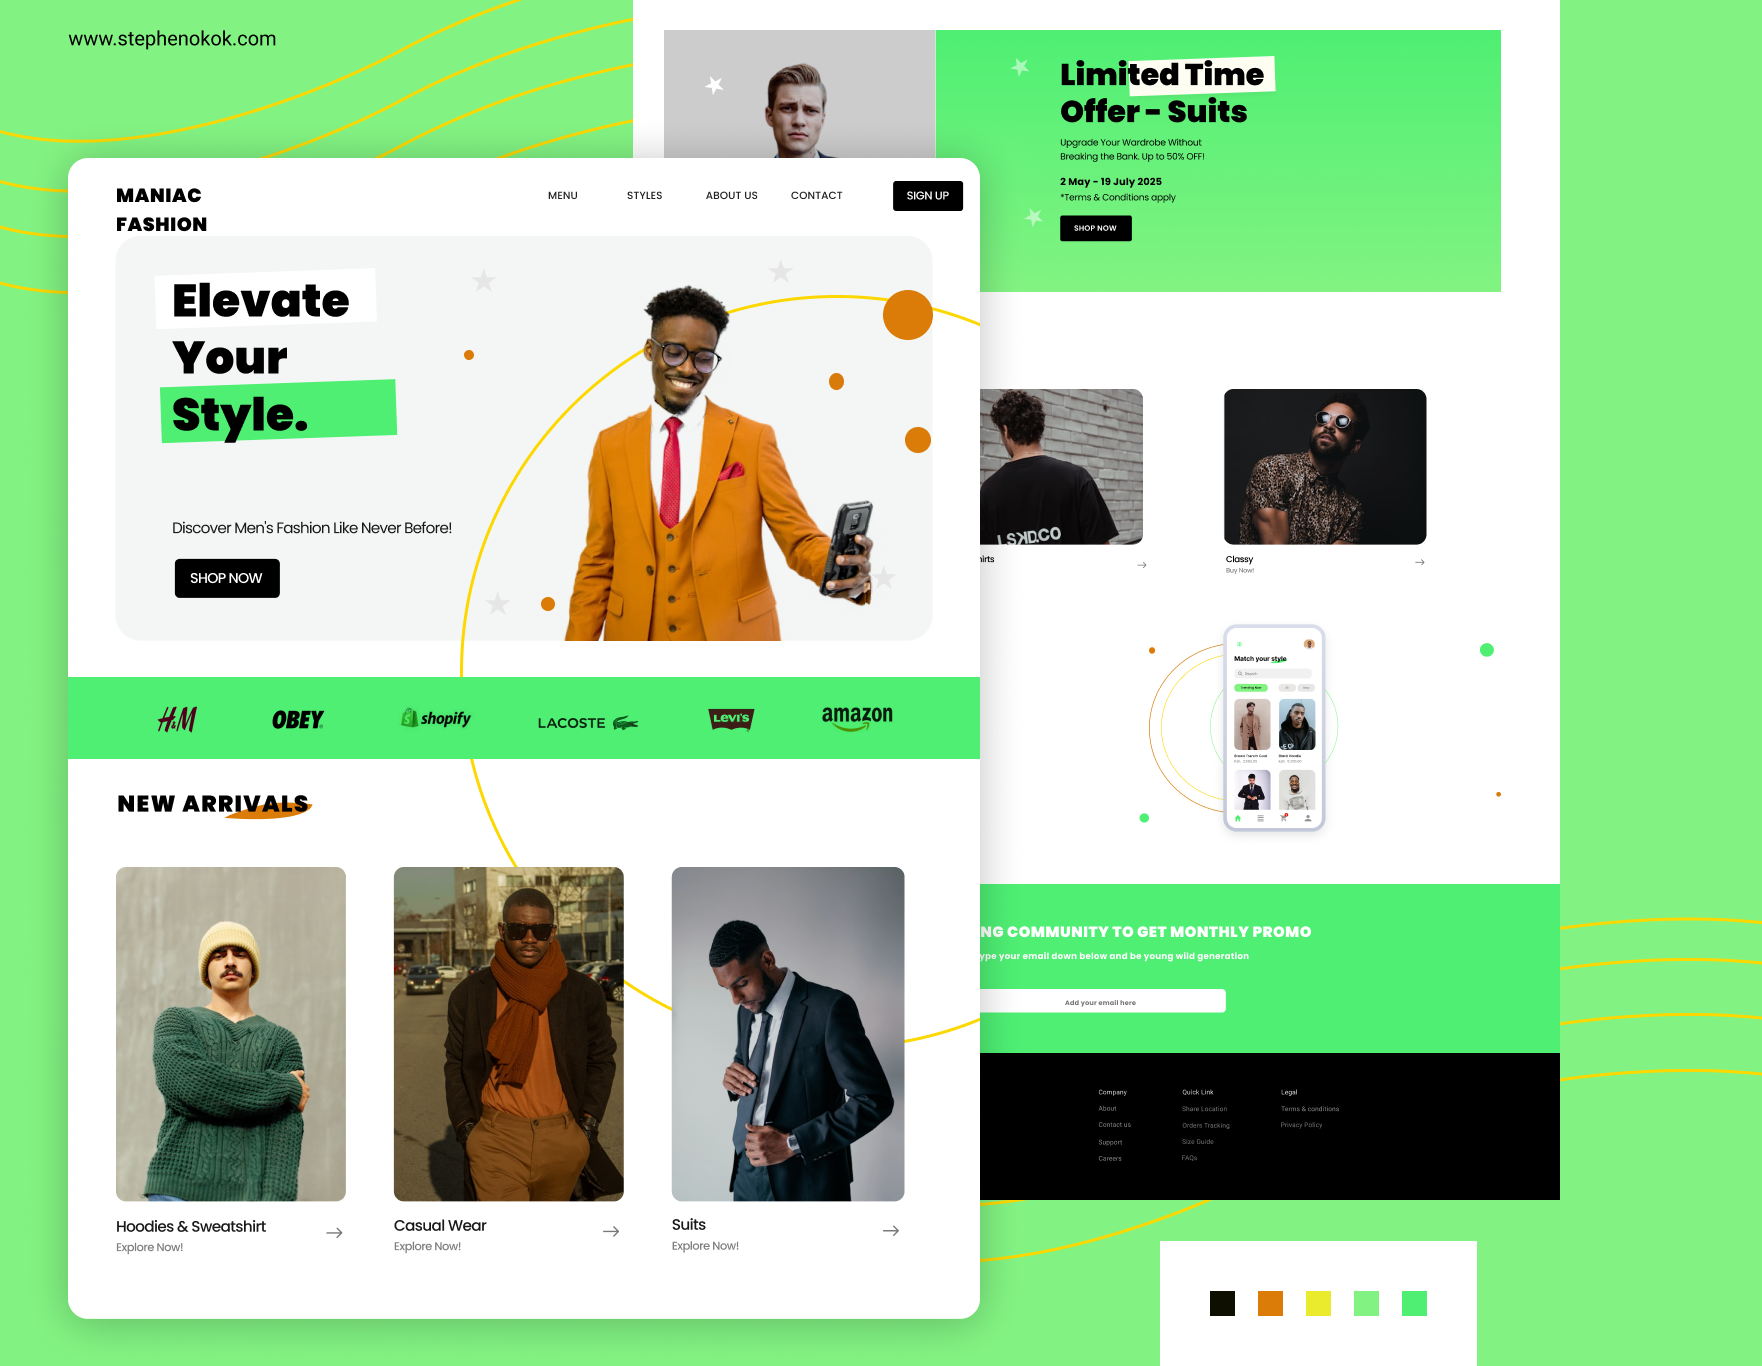 www.stephenokok.com
Limited Time
Offer - Suits
Upgrade Your Wardrobe Without
Breaking the Bank. Up to 50% OFF!
2 May - 19 July 2025
*Terms & Conditions apply
SHOP NOW
MANIAC
FASHION
MENU
STYLES
ABOUT US
CONTACT
SIGN UP
Elevate
Your
Style.
Discover Men's Fashion Like Never Before!
SHOP NOW
H&M
OBEY
shopify
LACOSTE
LEVI'S
amazon
NEW ARRIVALS
Hoodies & Sweatshirt
Explore Now!
Casual Wear
Explore Now!
Suits
Explore Now!
LSKD.CO
Classy
Buy Now!
Match your style
Search
Trending Now
NG COMMUNITY TO GET MONTHLY PROMO
ype your email down below and be young wild generation
Add your email here
Company
About
Contact us
Support
Careers
Quick Link
Share Location
Orders Tracking
Size Guide
FAQs
Legal
Terms & conditions
Privacy Policy